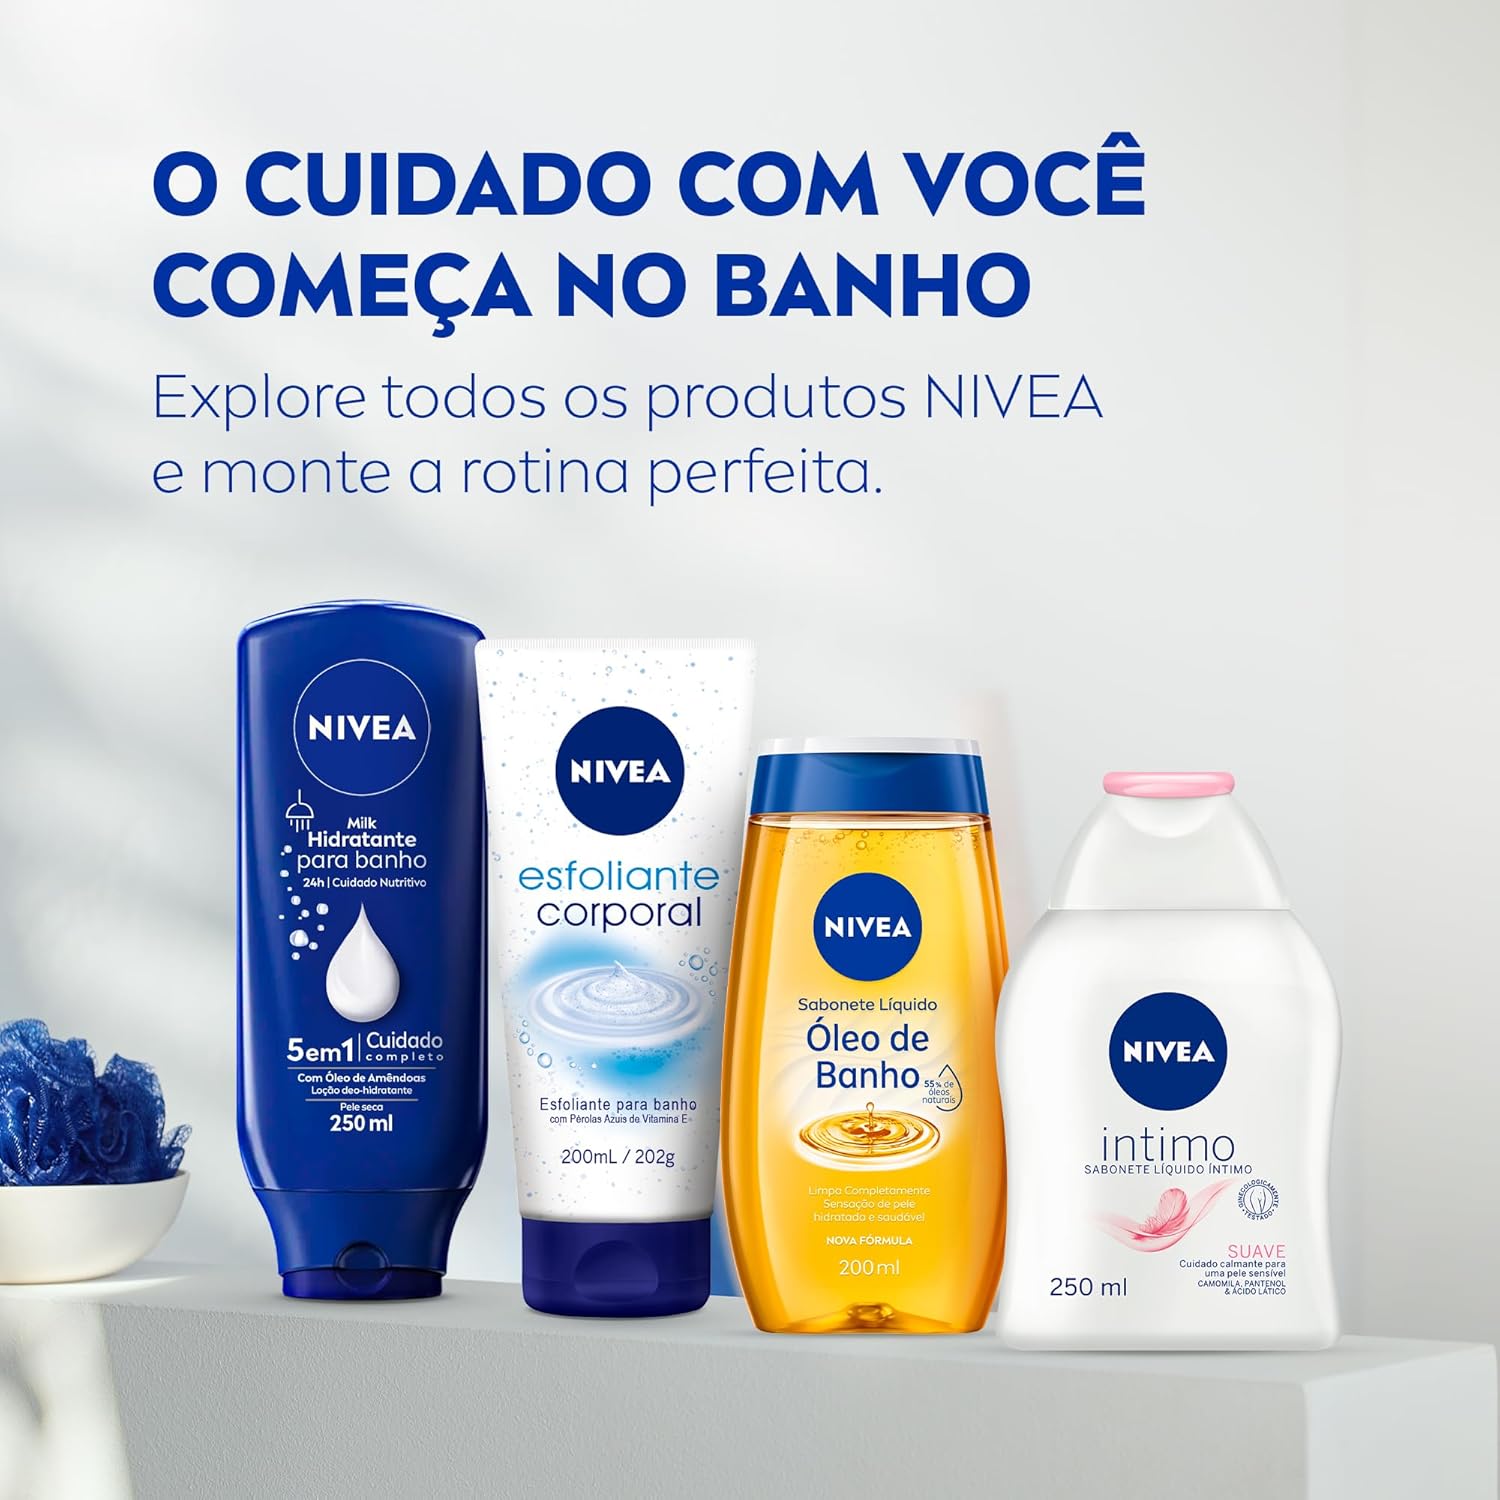 O CUIDADO COM VOCÊ
COMEÇA NO BANHO
Explore todos os produtos NIVEA
e monte a rotina perfeita.
NIVEA
Milk
Hidratante
para banho
24h | Cuidado Nutritivo
5em1 | Cuidado
completo
Com Óleo de Amêndoas
Loção deo-hidratante
Pele seca
250 ml
NIVEA
esfoliante
corporal
Esfoliante para banho
com Pérolas Azuis de Vitamina E
200mL / 202g
NIVEA
Sabonete Líquido
Óleo de
Banho
55% de
óleos
naturais
Limpa Completamente
Sensação de pele
hidratada e saudável
NOVA FÓRMULA
200 ml
NIVEA
intimo
SABONETE LÍQUIDO ÍNTIMO
GINECOLOGICAMENTE
TESTADO
SUAVE
Cuidado calmante para
uma pele sensível
CAMOMILA, PANTENOL
& ÁCIDO LÁTICO
250 ml